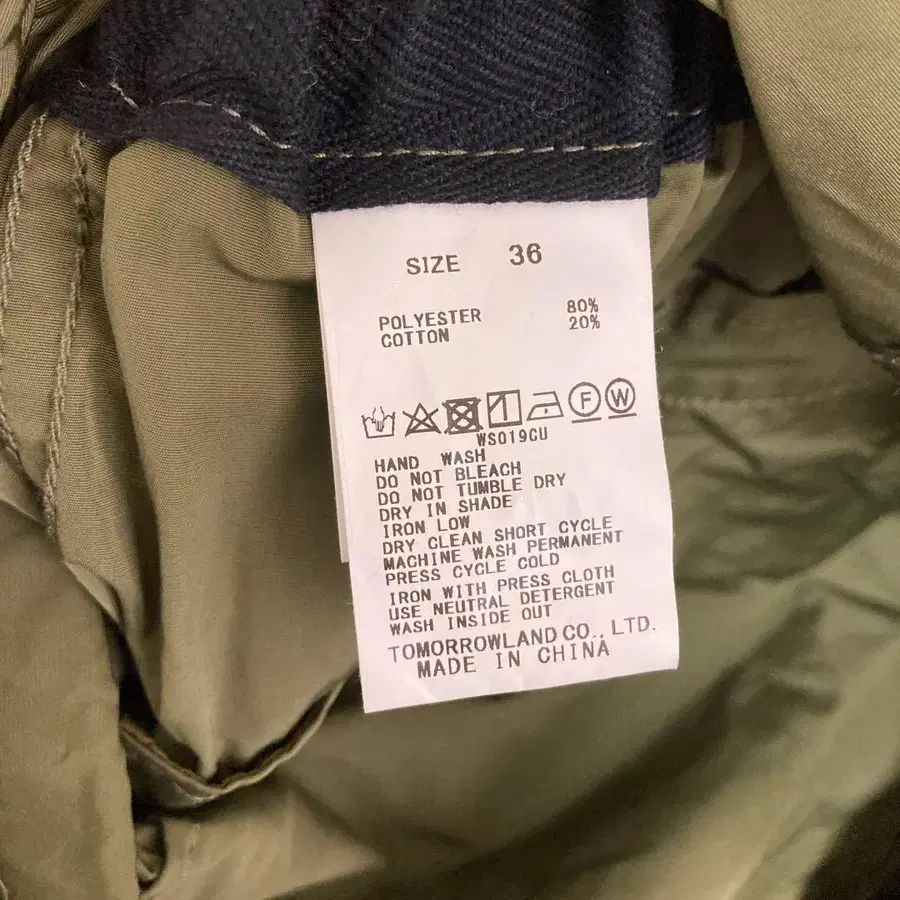 SIZE 36
POLYESTER 80%
COTTON 20%
F W
WS019CU
HAND WASH
DO NOT BLEACH
DO NOT TUMBLE DRY
DRY IN SHADE
IRON LOW
DRY CLEAN SHORT CYCLE
MACHINE WASH PERMANENT
PRESS CYCLE COLD
IRON WITH PRESS CLOTH
USE NEUTRAL DETERGENT
WASH INSIDE OUT
TOMORROWLAND CO., LTD.
MADE IN CHINA